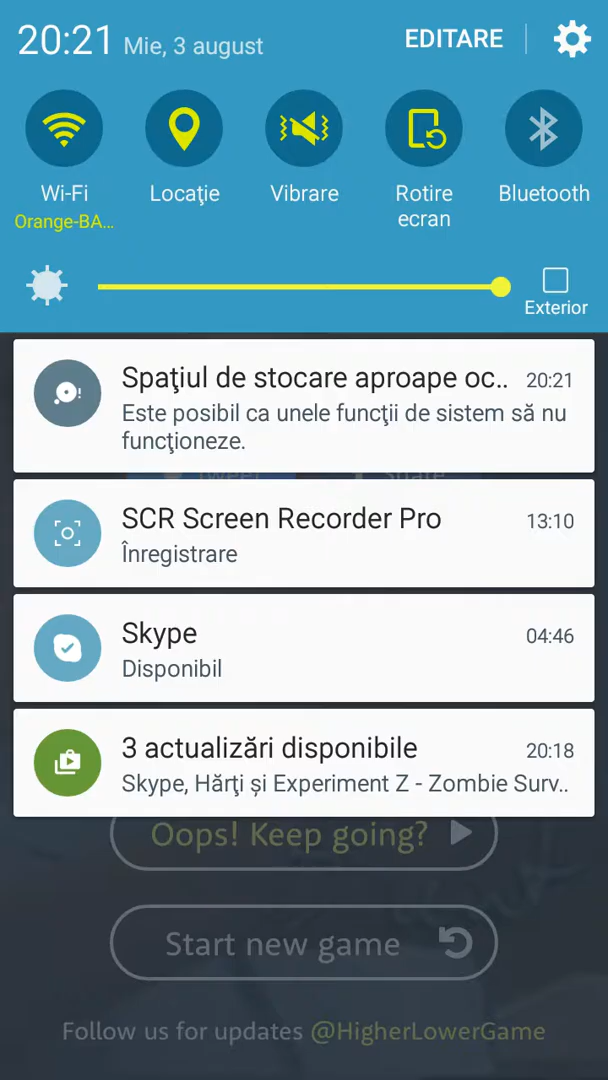 20:21 Mie, 3 august EDITARE
Wi-Fi Locaţie Vibrare Rotire ecran Bluetooth
Orange-BA...
Exterior
Spaţiul de stocare aproape oc.. 20:21
Este posibil ca unele funcţii de sistem să nu
funcţioneze.
Tweet Share
SCR Screen Recorder Pro 13:10
Înregistrare
Skype 04:46
Disponibil
3 actualizări disponibile 20:18
Skype, Hărţi și Experiment Z - Zombie Surv..
Oops! Keep going?
Start new game
Follow us for updates @HigherLowerGame